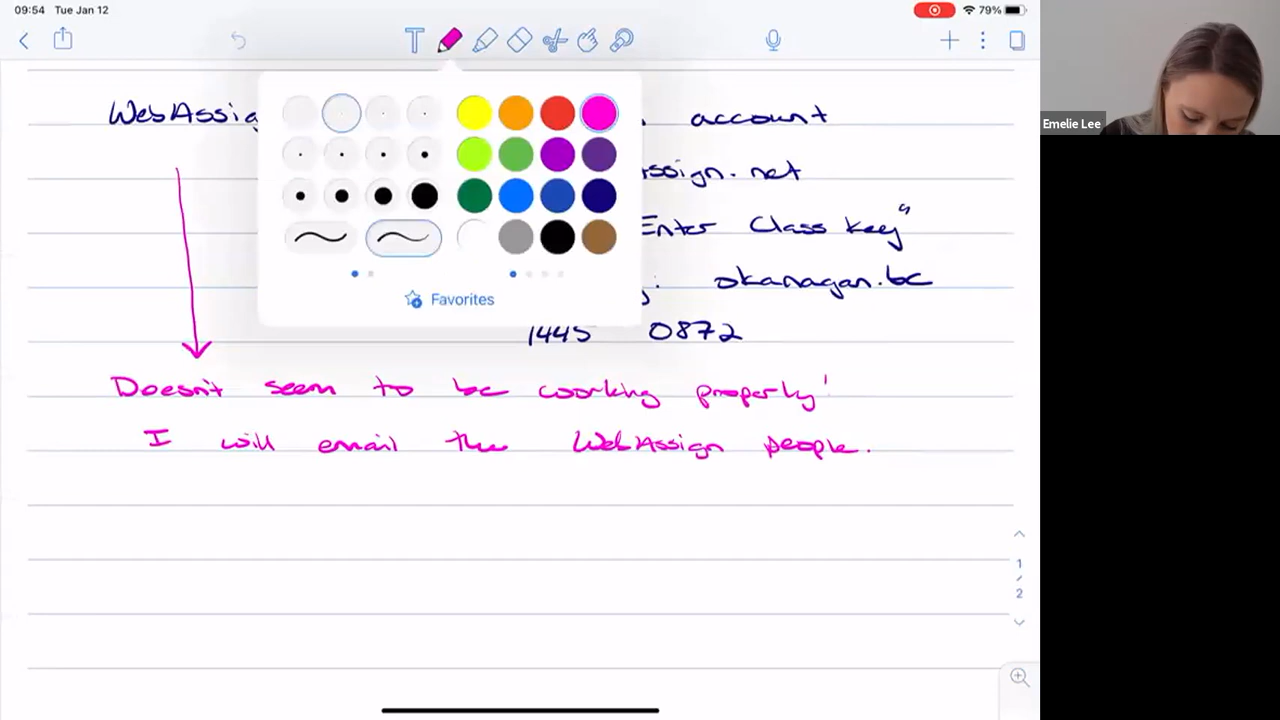 09:54 Tue Jan 12 79%
Emelie Lee
WebAssig account
ssign.net
Enter Class key"
: okanagan.bc
1445 0872
Favorites
Doesn't seem to be working properly!
I will email the WebAssign people.
1
2